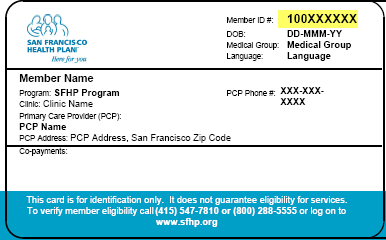 SAN FRANCISCO
HEALTH PLAN
Here for you
Member ID #: 100XXXXXX
DOB: DD-MMM-YY
Medical Group: Medical Group
Language: Language
Member Name
Program: SFHP Program
Clinic: Clinic Name
Primary Care Provider (PCP):
PCP Name
PCP Address: PCP Address, San Francisco Zip Code
PCP Phone #: XXX-XXX-
XXXX
Co-payments:
This card is for identification only. It does not guarantee eligibility for services.
To verify member eligibility call (415) 547-7810 or (800) 288-5555 or log on to
www.sfhp.org